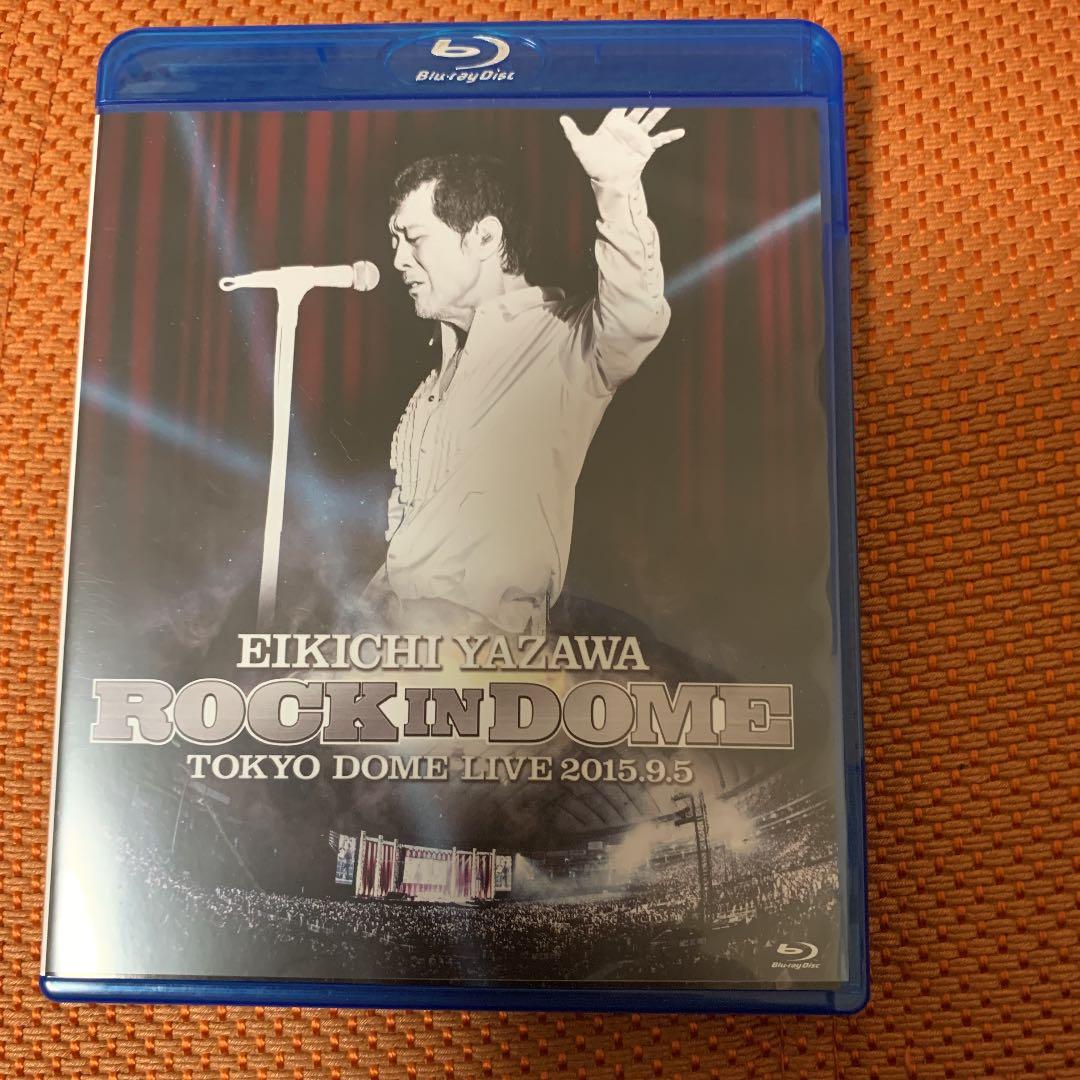 Blu-ray Disc
EIKICHI YAZAWA
ROCK IN DOME
TOKYO DOME LIVE 2015.9.5
Blu-ray Disc